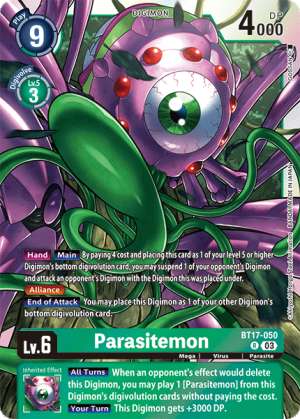 DIGIMON
Play
9
DP
4000
Digivolve
Lv.5
3
Hand Main By paying 4 cost and placing this card as 1 of your level 5 or higher
Digimon's bottom digivolution card, you may suspend 1 of your opponent's Digimon
and attack an opponent's Digimon with the Digimon this was placed under.
Alliance
End of Attack You may place this Digimon as 1 of your other Digimon's
bottom digivolution card.
BT17-050
Lv.6
Parasitemon
R 03
Mega Virus Parasite
Inherited Effect
All Turns When an opponent's effect would delete
this Digimon, you may play 1 [Parasitemon] from this
Digimon's digivolution cards without paying the cost.
Your Turn This Digimon gets +3000 DP.